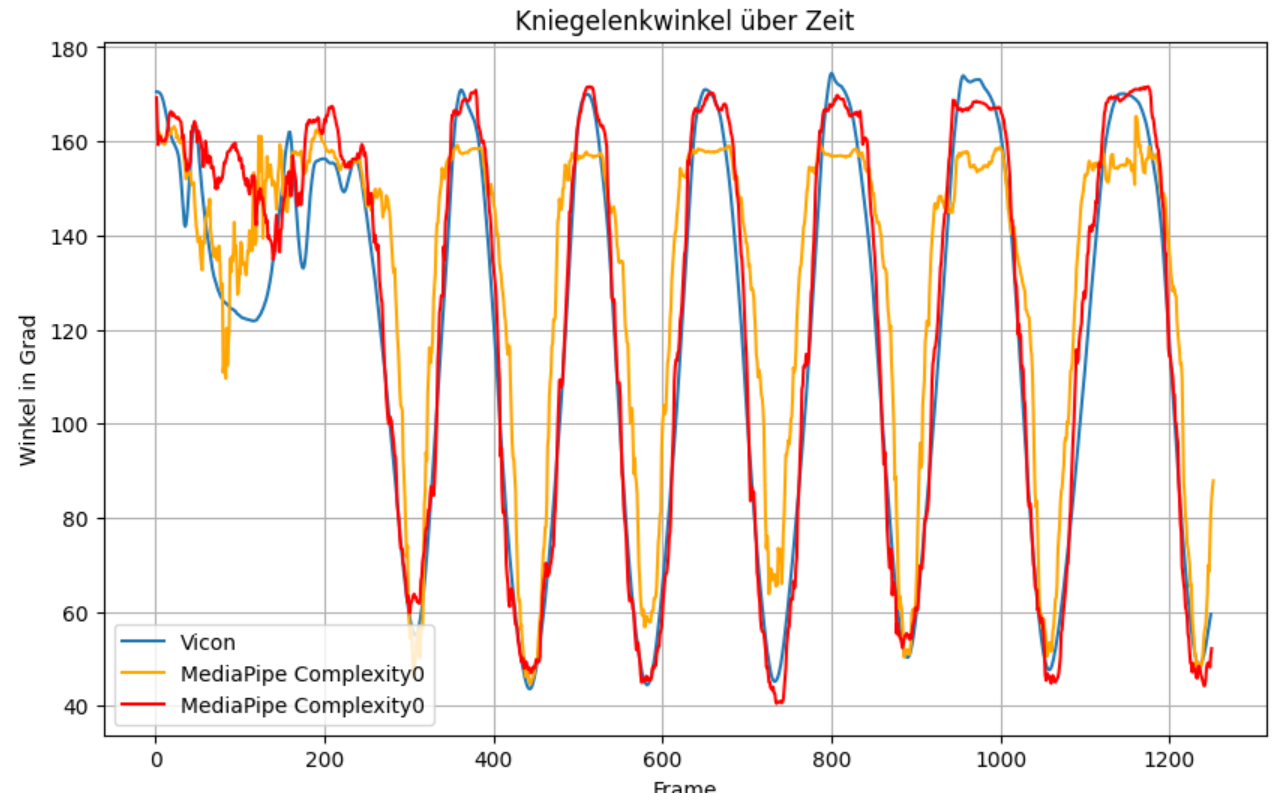 Kniegelenkwinkel über Zeit
180
160
140
120
100
80
60
40
Winkel in Grad
Vicon
MediaPipe Complexity0
MediaPipe Complexity0
0 200 400 600 800 1000 1200
Frame